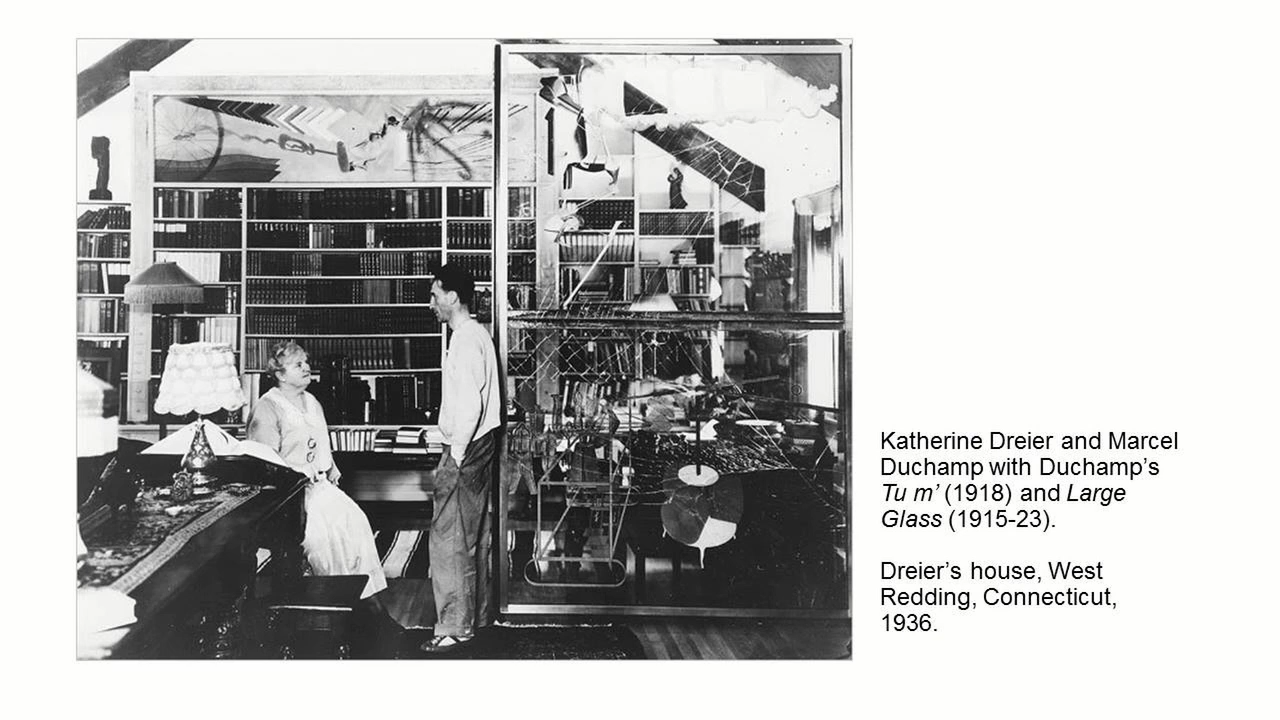 Katherine Dreier and Marcel
Duchamp with Duchamp’s
Tu m’ (1918) and Large
Glass (1915-23).
Dreier’s house, West
Redding, Connecticut,
1936.